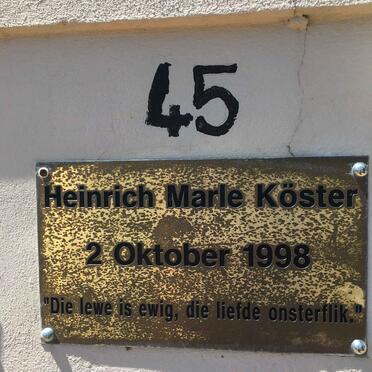 45
Heinrich Marle Köster
2 Oktober 1998
"Die lewe is ewig, die liefde onsterflik."